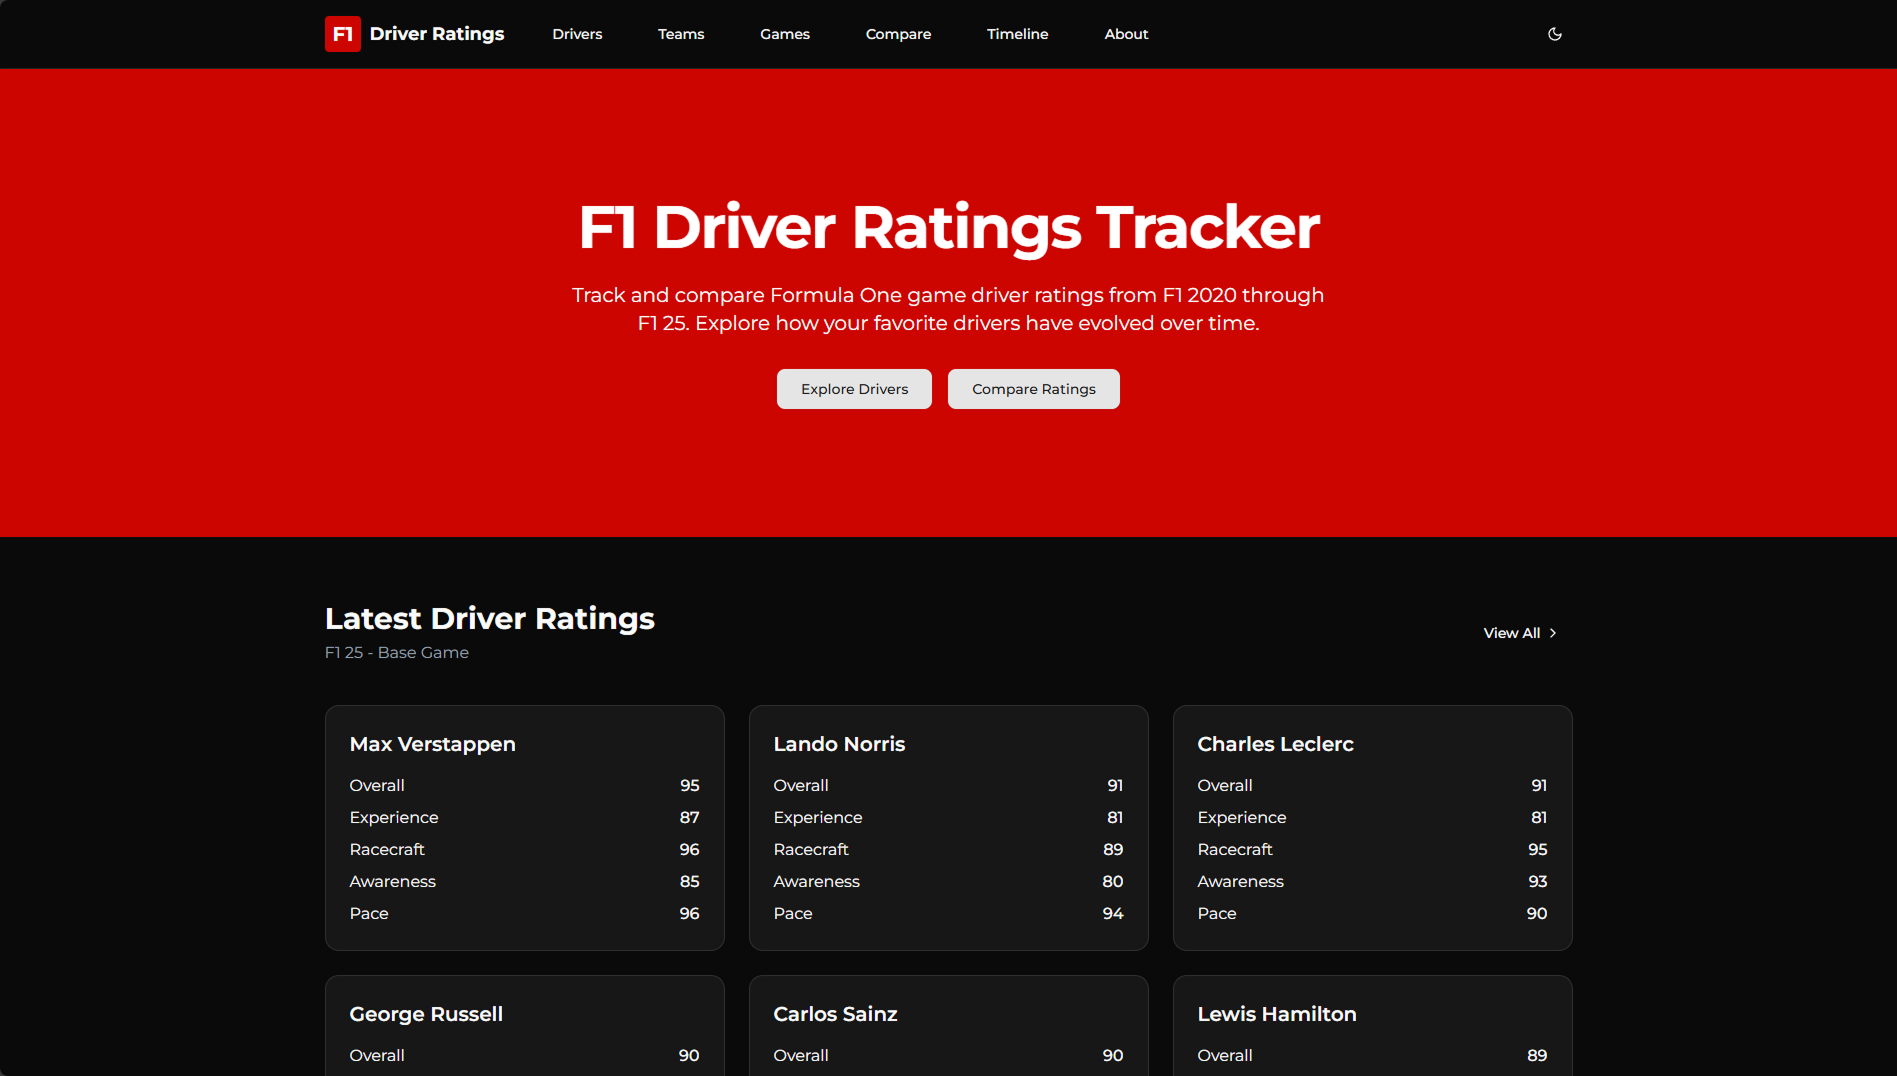 F1 Driver Ratings Drivers Teams Games Compare Timeline About
F1 Driver Ratings Tracker
Track and compare Formula One game driver ratings from F1 2020 through
F1 25. Explore how your favorite drivers have evolved over time.
Explore Drivers Compare Ratings
Latest Driver Ratings
F1 25 - Base Game
View All
Max Verstappen
Overall 95
Experience 87
Racecraft 96
Awareness 85
Pace 96
Lando Norris
Overall 91
Experience 81
Racecraft 89
Awareness 80
Pace 94
Charles Leclerc
Overall 91
Experience 81
Racecraft 95
Awareness 93
Pace 90
George Russell
Overall 90
Carlos Sainz
Overall 90
Lewis Hamilton
Overall 89